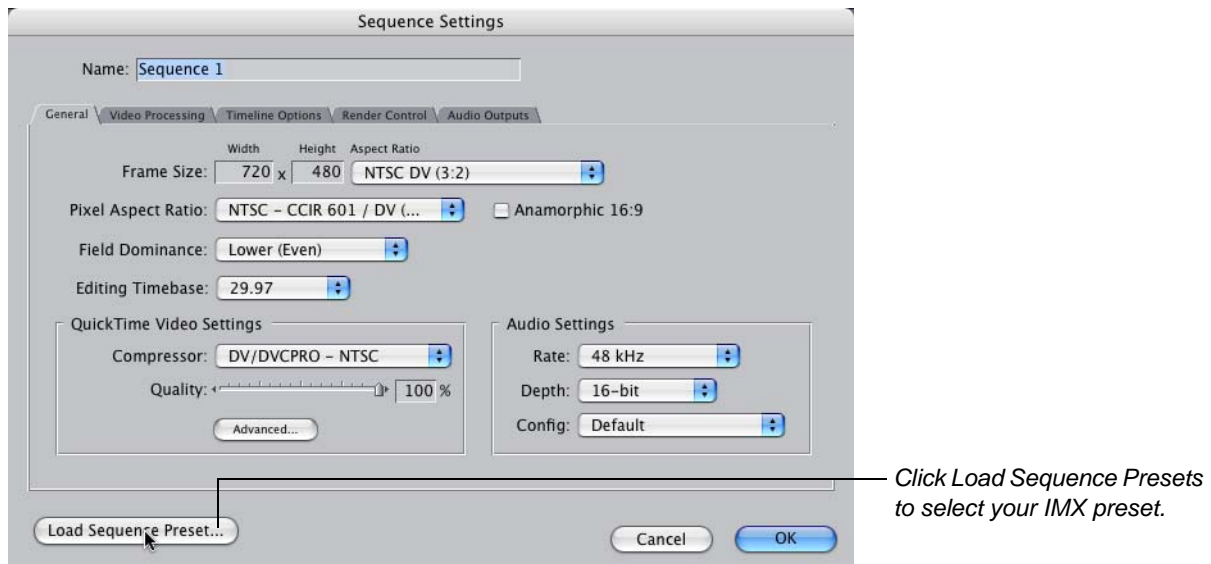 Sequence Settings
Name: Sequence 1
General Video Processing Timeline Options Render Control Audio Outputs
Width Height Aspect Ratio
Frame Size: 720 x 480 NTSC DV (3:2)
Pixel Aspect Ratio: NTSC – CCIR 601 / DV (... Anamorphic 16:9
Field Dominance: Lower (Even)
Editing Timebase: 29.97
QuickTime Video Settings Audio Settings
Compressor: DV/DVCPRO – NTSC Rate: 48 kHz
Quality: 100 % Depth: 16-bit
Advanced... Config: Default
Click Load Sequence Presets
to select your IMX preset.
Load Sequence Preset... Cancel OK